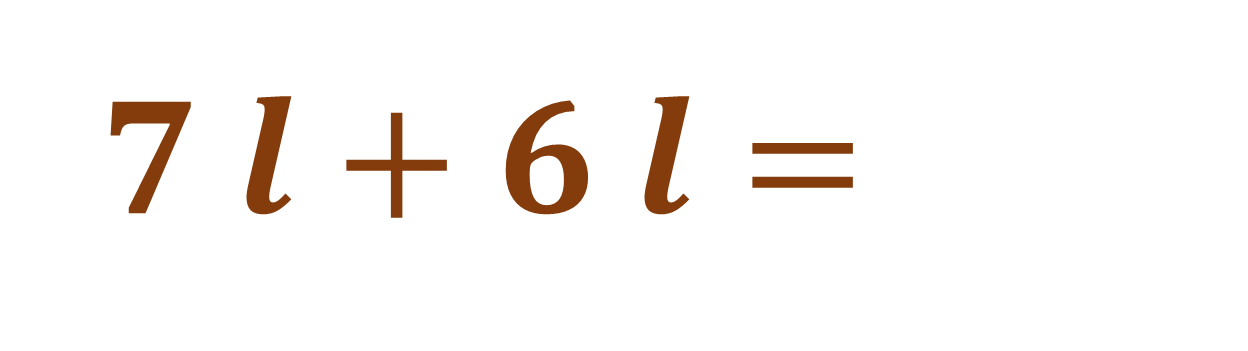 7 l + 6 l =